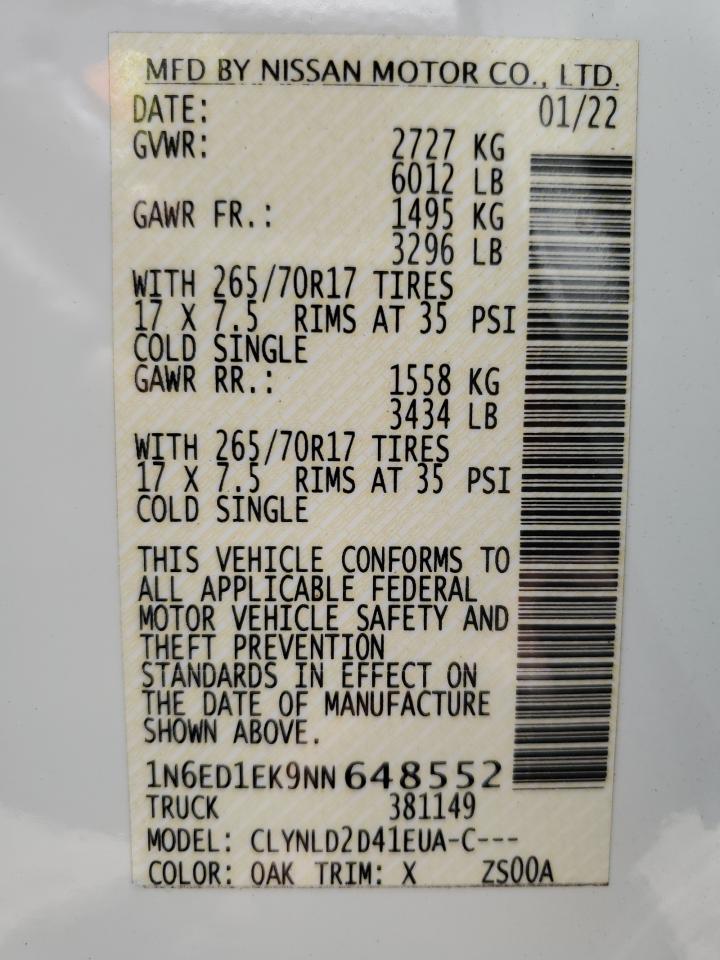 MFD BY NISSAN MOTOR CO., LTD.
DATE: 01/22
GVWR: 2727 KG
6012 LB
GAWR FR.: 1495 KG
3296 LB
WITH 265/70R17 TIRES
17 X 7.5 RIMS AT 35 PSI
COLD SINGLE
GAWR RR.: 1558 KG
3434 LB
WITH 265/70R17 TIRES
17 X 7.5 RIMS AT 35 PSI
COLD SINGLE
THIS VEHICLE CONFORMS TO
ALL APPLICABLE FEDERAL
MOTOR VEHICLE SAFETY AND
THEFT PREVENTION
STANDARDS IN EFFECT ON
THE DATE OF MANUFACTURE
SHOWN ABOVE.
1N6ED1EK9NN648552
TRUCK 381149
MODEL: CLYNLD2D41EUA-C---
COLOR: OAK TRIM: X ZS00A